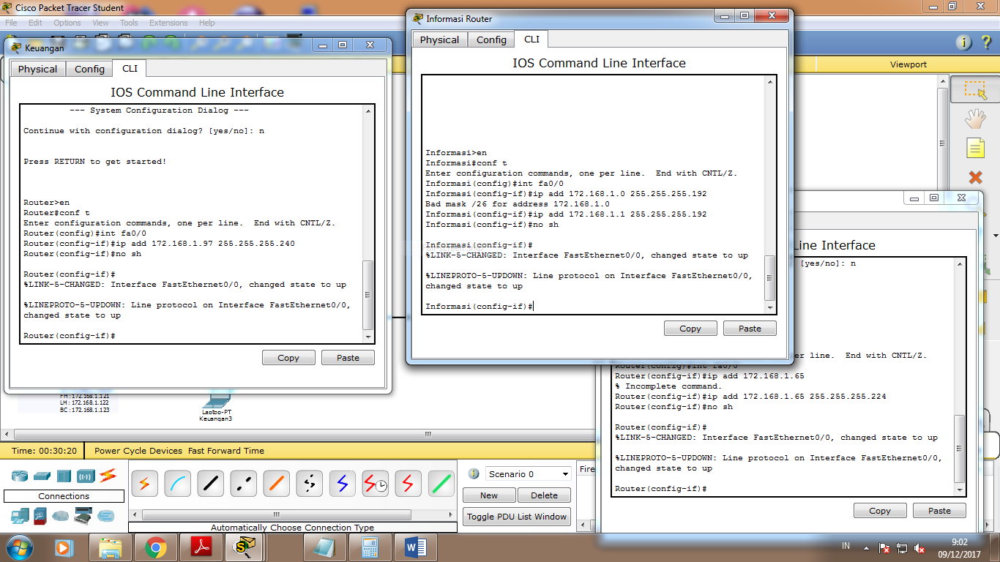 Cisco Packet Tracer Student
File Edit Options View Tools Extensions Help
Viewport
Keuangan
Physical Config CLI
IOS Command Line Interface
--- System Configuration Dialog ---
Continue with configuration dialog? [yes/no]: n
Press RETURN to get started!
Router>en
Router#conf t
Enter configuration commands, one per line.  End with CNTL/Z.
Router(config)#int fa0/0
Router(config-if)#ip add 172.168.1.97 255.255.255.240
Router(config-if)#no sh
Router(config-if)#
%LINK-5-CHANGED: Interface FastEthernet0/0, changed state to up
%LINEPROTO-5-UPDOWN: Line protocol on Interface FastEthernet0/0,
changed state to up
Router(config-if)#
Copy Paste
Informasi Router
Physical Config CLI
IOS Command Line Interface
Informasi>en
Informasi#conf t
Enter configuration commands, one per line.  End with CNTL/Z.
Informasi(config)#int fa0/0
Informasi(config-if)#ip add 172.168.1.0 255.255.255.192
Bad mask /26 for address 172.168.1.0
Informasi(config-if)#ip add 172.168.1.1 255.255.255.192
Informasi(config-if)#no sh
Informasi(config-if)#
%LINK-5-CHANGED: Interface FastEthernet0/0, changed state to up
%LINEPROTO-5-UPDOWN: Line protocol on Interface FastEthernet0/0,
changed state to up
Informasi(config-if)#
Copy Paste
Line Interface
[yes/no]: n
er line.  End with CNTL/Z.
Router(config)#int fa0/0
Router(config-if)#ip add 172.168.1.65
% Incomplete command.
Router(config-if)#ip add 172.168.1.65 255.255.255.224
Router(config-if)#no sh
Router(config-if)#
%LINK-5-CHANGED: Interface FastEthernet0/0, changed state to up
%LINEPROTO-5-UPDOWN: Line protocol on Interface FastEthernet0/0,
changed state to up
Router(config-if)#
Copy Paste
FH : 172.168.1.121
LH : 172.168.1.122
BC : 172.168.1.123
Laptop-PT
Keuangan3
Time: 00:30:20 Power Cycle Devices Fast Forward Time
Connections
Scenario 0
New Delete
Toggle PDU List Window
Fire
Automatically Choose Connection Type
IN
9:02
09/12/2017